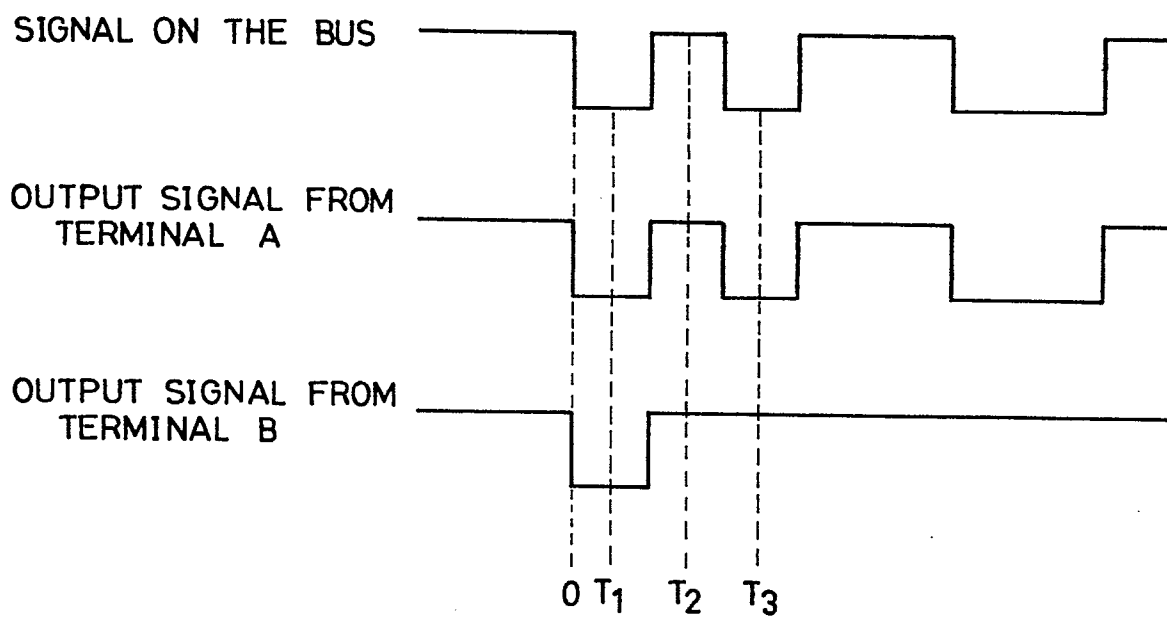 SIGNAL ON THE BUS
OUTPUT SIGNAL FROM
TERMINAL A
OUTPUT SIGNAL FROM
TERMINAL B
0 T1 T2 T3